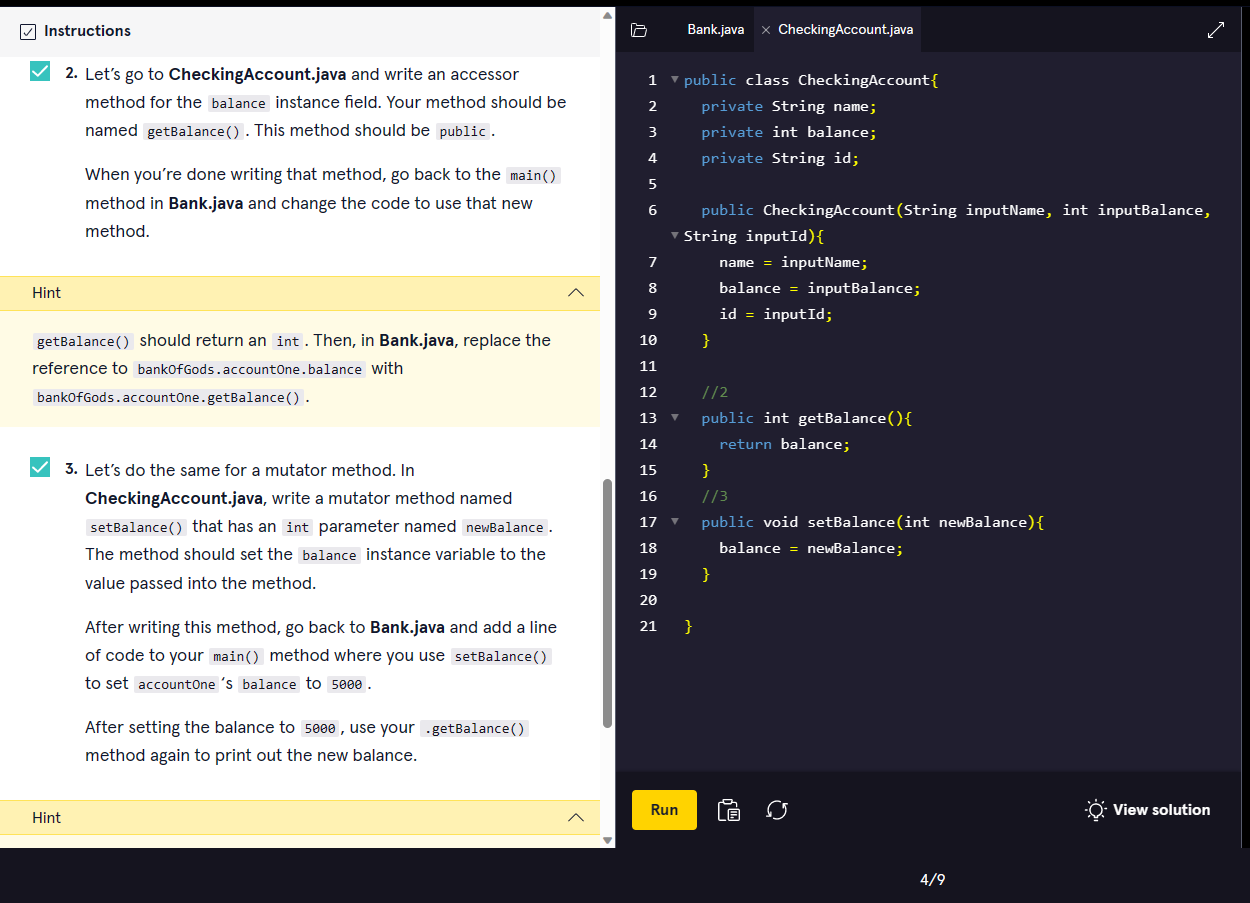 Instructions
2. Let’s go to CheckingAccount.java and write an accessor
method for the balance instance field. Your method should be
named getBalance(). This method should be public.
When you’re done writing that method, go back to the main()
method in Bank.java and change the code to use that new
method.
Hint
getBalance() should return an int. Then, in Bank.java, replace the
reference to bankOfGods.accountOne.balance with
bankOfGods.accountOne.getBalance().
3. Let’s do the same for a mutator method. In
CheckingAccount.java, write a mutator method named
setBalance() that has an int parameter named newBalance.
The method should set the balance instance variable to the
value passed into the method.
After writing this method, go back to Bank.java and add a line
of code to your main() method where you use setBalance()
to set accountOne‘s balance to 5000.
After setting the balance to 5000, use your .getBalance()
method again to print out the new balance.
Hint
Bank.java
CheckingAccount.java
1 public class CheckingAccount{
2 private String name;
3 private int balance;
4 private String id;
5
6 public CheckingAccount(String inputName, int inputBalance,
String inputId){
7 name = inputName;
8 balance = inputBalance;
9 id = inputId;
10 }
11
12 //2
13 public int getBalance(){
14 return balance;
15 }
16 //3
17 public void setBalance(int newBalance){
18 balance = newBalance;
19 }
20
21 }
Run
View solution
4/9